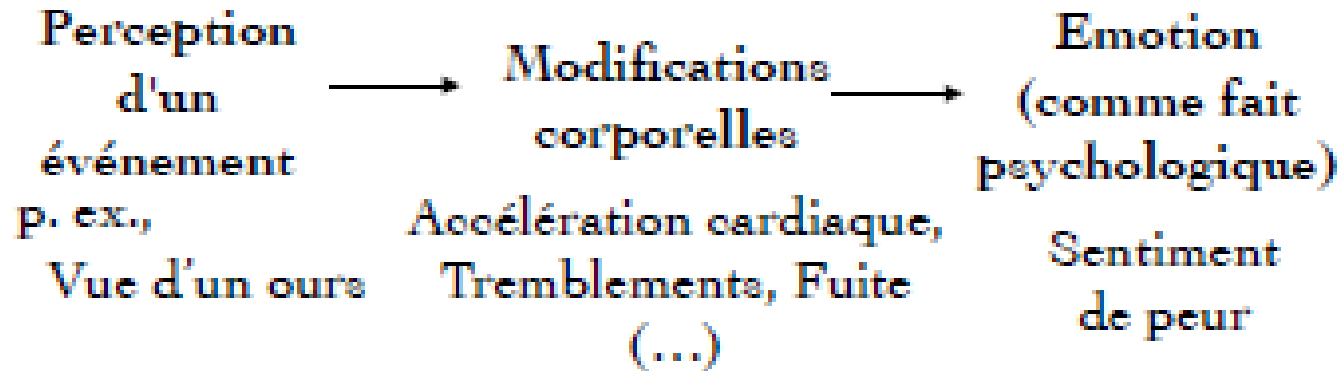 Perception
d'un
événement
p. ex.,
Vue d'un ours
Modifications
corporelles
Accélération cardiaque,
Tremblements, Fuite
(...)
Emotion
(comme fait
psychologique)
Sentiment
de peur